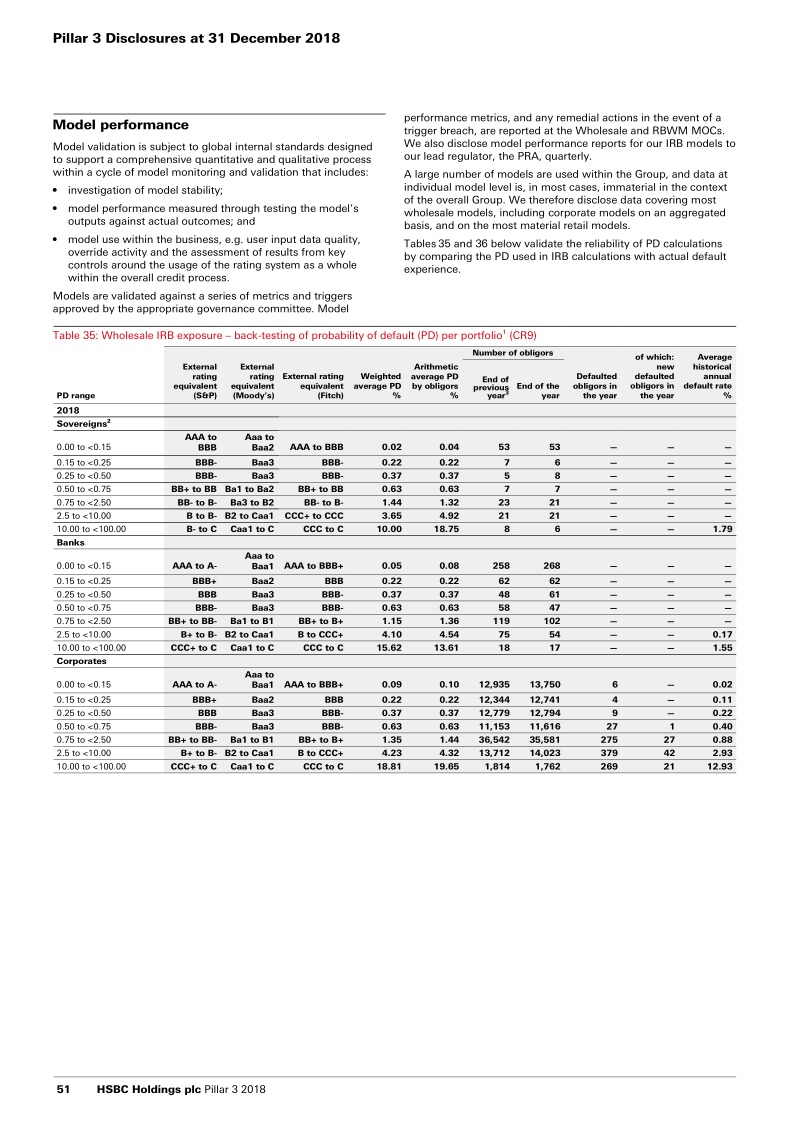 Pillar 3 Disclosures at 31 December 2018
Model performance
Model validation is subject to global internal standards designed
to support a comprehensive quantitative and qualitative process
within a cycle of model monitoring and validation that includes:
• investigation of model stability;
• model performance measured through testing the model's
outputs against actual outcomes; and
• model use within the business, e.g. user input data quality,
override activity and the assessment of results from key
controls around the usage of the rating system as a whole
within the overall credit process.
Models are validated against a series of metrics and triggers
approved by the appropriate governance committee. Model
performance metrics, and any remedial actions in the event of a
trigger breach, are reported at the Wholesale and RBWM MOCs.
We also disclose model performance reports for our IRB models to
our lead regulator, the PRA, quarterly.
A large number of models are used within the Group, and data at
individual model level is, in most cases, immaterial in the context
of the overall Group. We therefore disclose data covering most
wholesale models, including corporate models on an aggregated
basis, and on the most material retail models.
Tables 35 and 36 below validate the reliability of PD calculations
by comparing the PD used in IRB calculations with actual default
experience.
Table 35: Wholesale IRB exposure – back-testing of probability of default (PD) per portfolio¹ (CR9)
Number of obligors
PD range
External
rating
equivalent
(S&P)
External
rating
equivalent
(Moody's)
External rating
equivalent
(Fitch)
Weighted
average PD
%
Arithmetic
average PD
by obligors
%
End of
previous
year³
End of the
year
Defaulted
obligors in
the year
of which:
new
defaulted
obligors in
the year
Average
historical
annual
default rate
%
2018
Sovereigns²
0.00 to <0.15 AAA to BBB Aaa to Baa2 AAA to BBB 0.02 0.04 53 53 – – –
0.15 to <0.25 BBB- Baa3 BBB- 0.22 0.22 7 6 – – –
0.25 to <0.50 BBB- Baa3 BBB- 0.37 0.37 5 8 – – –
0.50 to <0.75 BB+ to BB Ba1 to Ba2 BB+ to BB 0.63 0.63 7 7 – – –
0.75 to <2.50 BB- to B- Ba3 to B2 BB- to B- 1.44 1.32 23 21 – – –
2.5 to <10.00 B to B- B2 to Caa1 CCC+ to CCC 3.65 4.92 21 21 – – –
10.00 to <100.00 B- to C Caa1 to C CCC to C 10.00 18.75 8 6 – – 1.79
Banks
0.00 to <0.15 AAA to A- Aaa to Baa1 AAA to BBB+ 0.05 0.08 258 268 – – –
0.15 to <0.25 BBB+ Baa2 BBB 0.22 0.22 62 62 – – –
0.25 to <0.50 BBB Baa3 BBB- 0.37 0.37 48 61 – – –
0.50 to <0.75 BBB- Baa3 BBB- 0.63 0.63 58 47 – – –
0.75 to <2.50 BB+ to BB- Ba1 to B1 BB+ to B+ 1.15 1.36 119 102 – – –
2.5 to <10.00 B+ to B- B2 to Caa1 B to CCC+ 4.10 4.54 75 54 – – 0.17
10.00 to <100.00 CCC+ to C Caa1 to C CCC to C 15.62 13.61 18 17 – – 1.55
Corporates
0.00 to <0.15 AAA to A- Aaa to Baa1 AAA to BBB+ 0.09 0.10 12,935 13,750 6 – 0.02
0.15 to <0.25 BBB+ Baa2 BBB 0.22 0.22 12,344 12,741 4 – 0.11
0.25 to <0.50 BBB Baa3 BBB- 0.37 0.37 12,779 12,794 9 – 0.22
0.50 to <0.75 BBB- Baa3 BBB- 0.63 0.63 11,153 11,616 27 1 0.40
0.75 to <2.50 BB+ to BB- Ba1 to B1 BB+ to B+ 1.35 1.44 36,542 35,581 275 27 0.88
2.5 to <10.00 B+ to B- B2 to Caa1 B to CCC+ 4.23 4.32 13,712 14,023 379 42 2.93
10.00 to <100.00 CCC+ to C Caa1 to C CCC to C 18.81 19.65 1,814 1,762 269 21 12.93
51 HSBC Holdings plc Pillar 3 2018